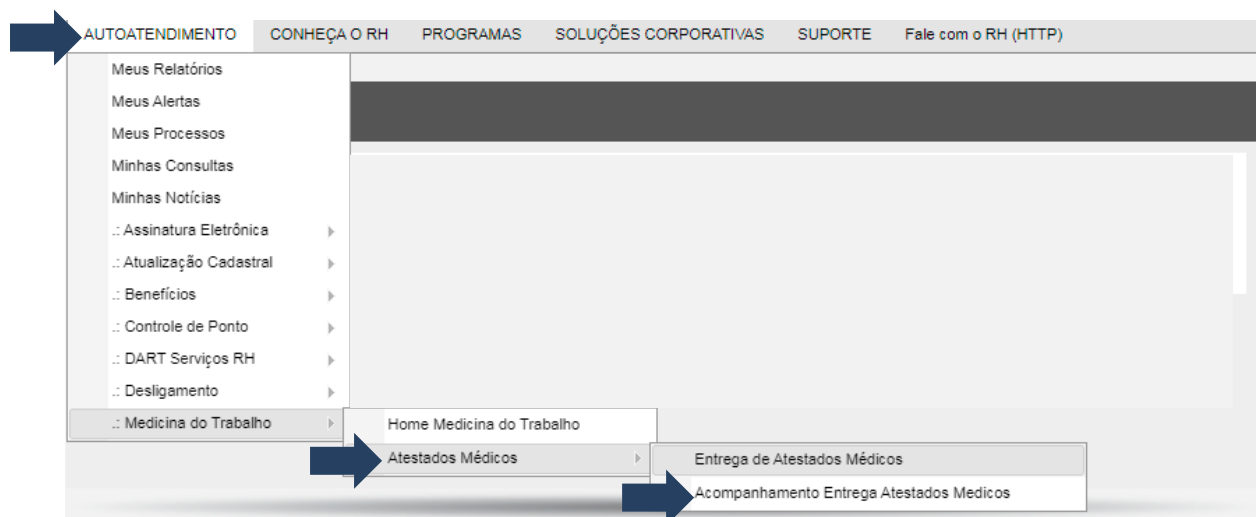 AUTOATENDIMENTO CONHEÇA O RH PROGRAMAS SOLUÇÕES CORPORATIVAS SUPORTE Fale com o RH (HTTP)
Meus Relatórios
Meus Alertas
Meus Processos
Minhas Consultas
Minhas Notícias
.: Assinatura Eletrônica
.: Atualização Cadastral
.: Benefícios
.: Controle de Ponto
.: DART Serviços RH
.: Desligamento
.: Medicina do Trabalho
Home Medicina do Trabalho
Atestados Médicos
Entrega de Atestados Médicos
Acompanhamento Entrega Atestados Medicos